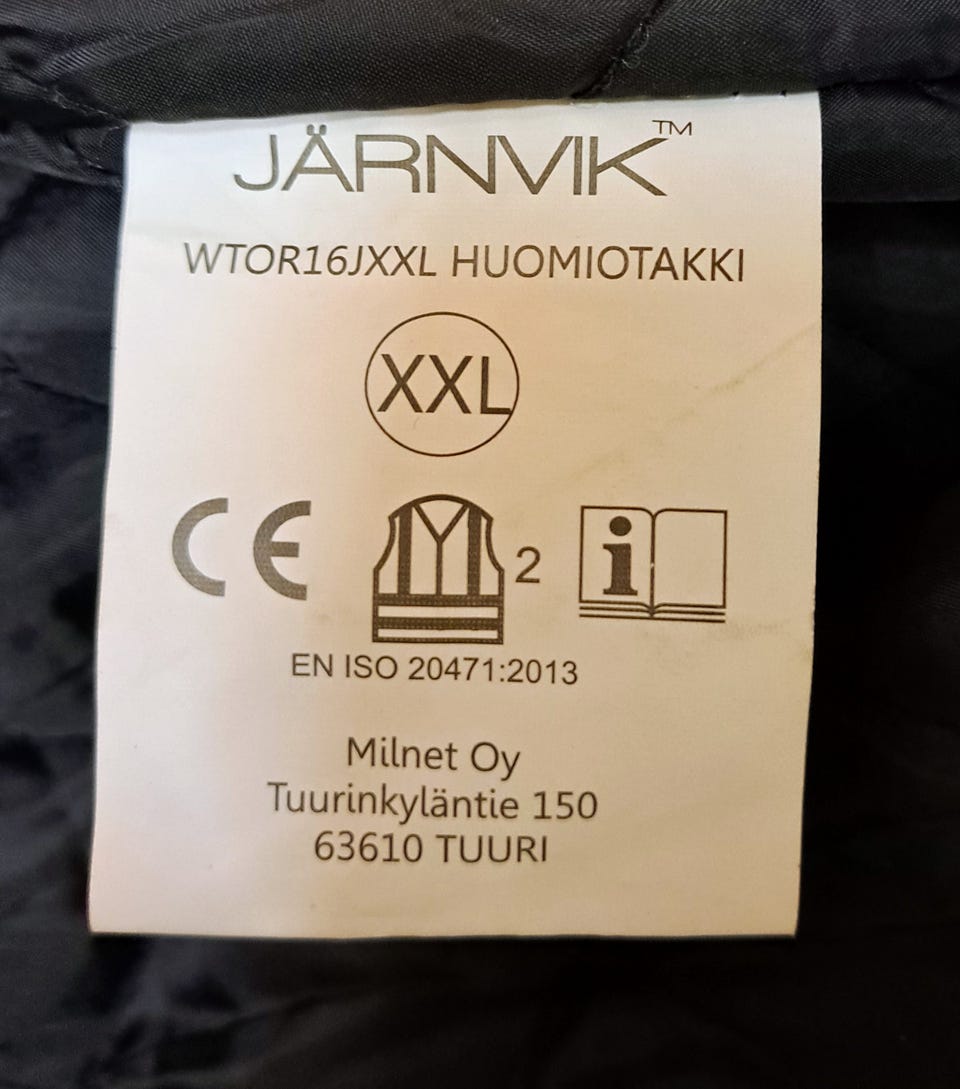 JÄRNVIK™
WTOR16JXXL HUOMIOTAKKI
XXL
CE 2 i
EN ISO 20471:2013
Milnet Oy
Tuurinkyläntie 150
63610 TUURI